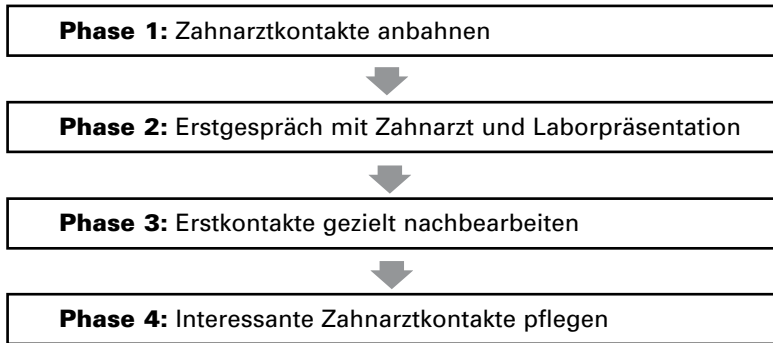 Phase 1: Zahnarztkontakte anbahnen
Phase 2: Erstgespräch mit Zahnarzt und Laborpräsentation
Phase 3: Erstkontakte gezielt nachbearbeiten
Phase 4: Interessante Zahnarztkontakte pflegen